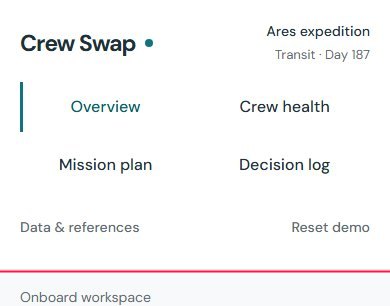 Crew Swap
Ares expedition
Transit · Day 187
Overview
Crew health
Mission plan
Decision log
Data & references
Reset demo
Onboard workspace